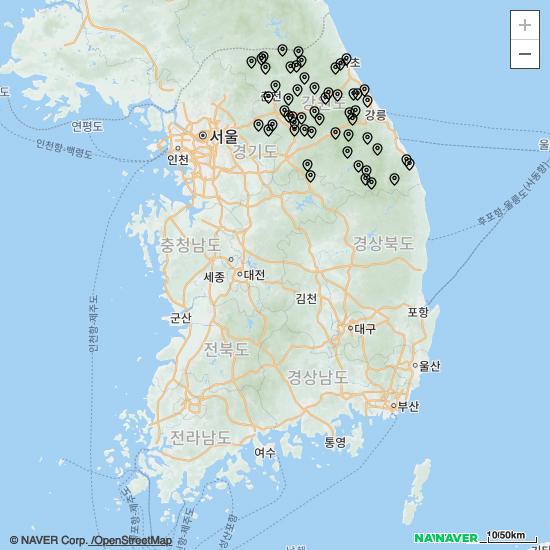 +
−
초
춘천
강원도
강릉
연평도
서울
인천
인천항-백령도
경기도
울
후포항-울릉도(사동항)
충청남도
경상북도
세종
대전
김천
인천항-제주도
군산
포항
대구
전라북도
울산
경상남도
부산
전라남도
여수
통영
© NAVER Corp. /OpenStreetMap
NAVER
10/50km